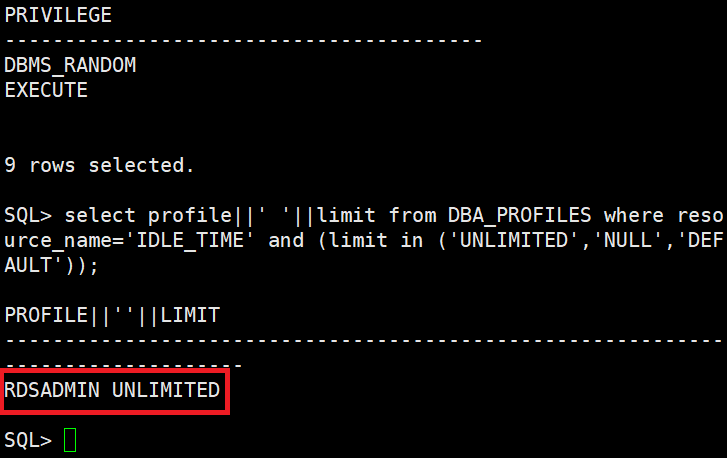 PRIVILEGE
----------------------------------------
DBMS_RANDOM
EXECUTE
9 rows selected.
SQL> select profile||' '||limit from DBA_PROFILES where reso
urce_name='IDLE_TIME' and (limit in ('UNLIMITED','NULL','DEF
AULT'));
PROFILE||''||LIMIT
------------------------------------------------------------
--------------------
RDSADMIN UNLIMITED
SQL>